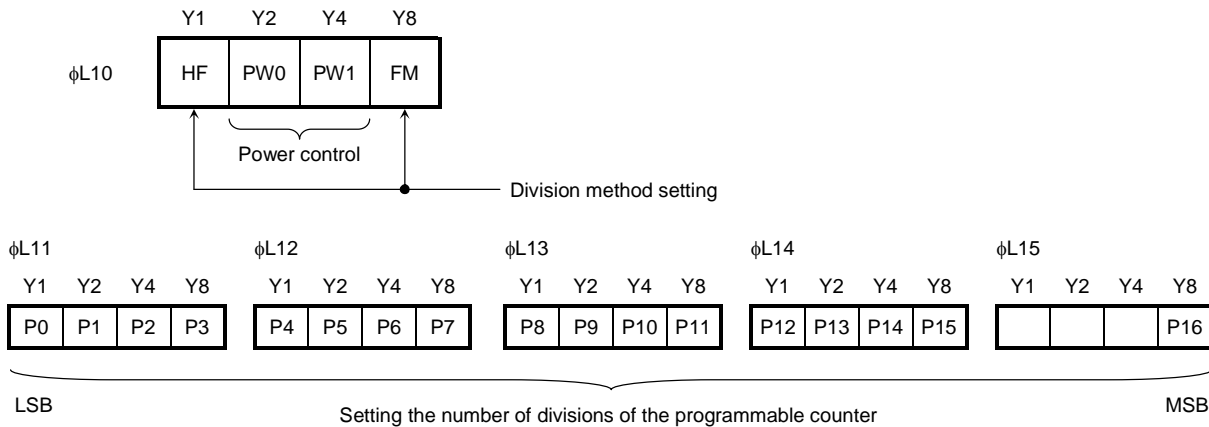 Y1 Y2 Y4 Y8
ϕL10 HF PW0 PW1 FM
Power control
Division method setting
ϕL11 ϕL12 ϕL13 ϕL14 ϕL15
Y1 Y2 Y4 Y8 Y1 Y2 Y4 Y8 Y1 Y2 Y4 Y8 Y1 Y2 Y4 Y8 Y1 Y2 Y4 Y8
P0 P1 P2 P3 P4 P5 P6 P7 P8 P9 P10 P11 P12 P13 P14 P15 P16
LSB MSB
Setting the number of divisions of the programmable counter